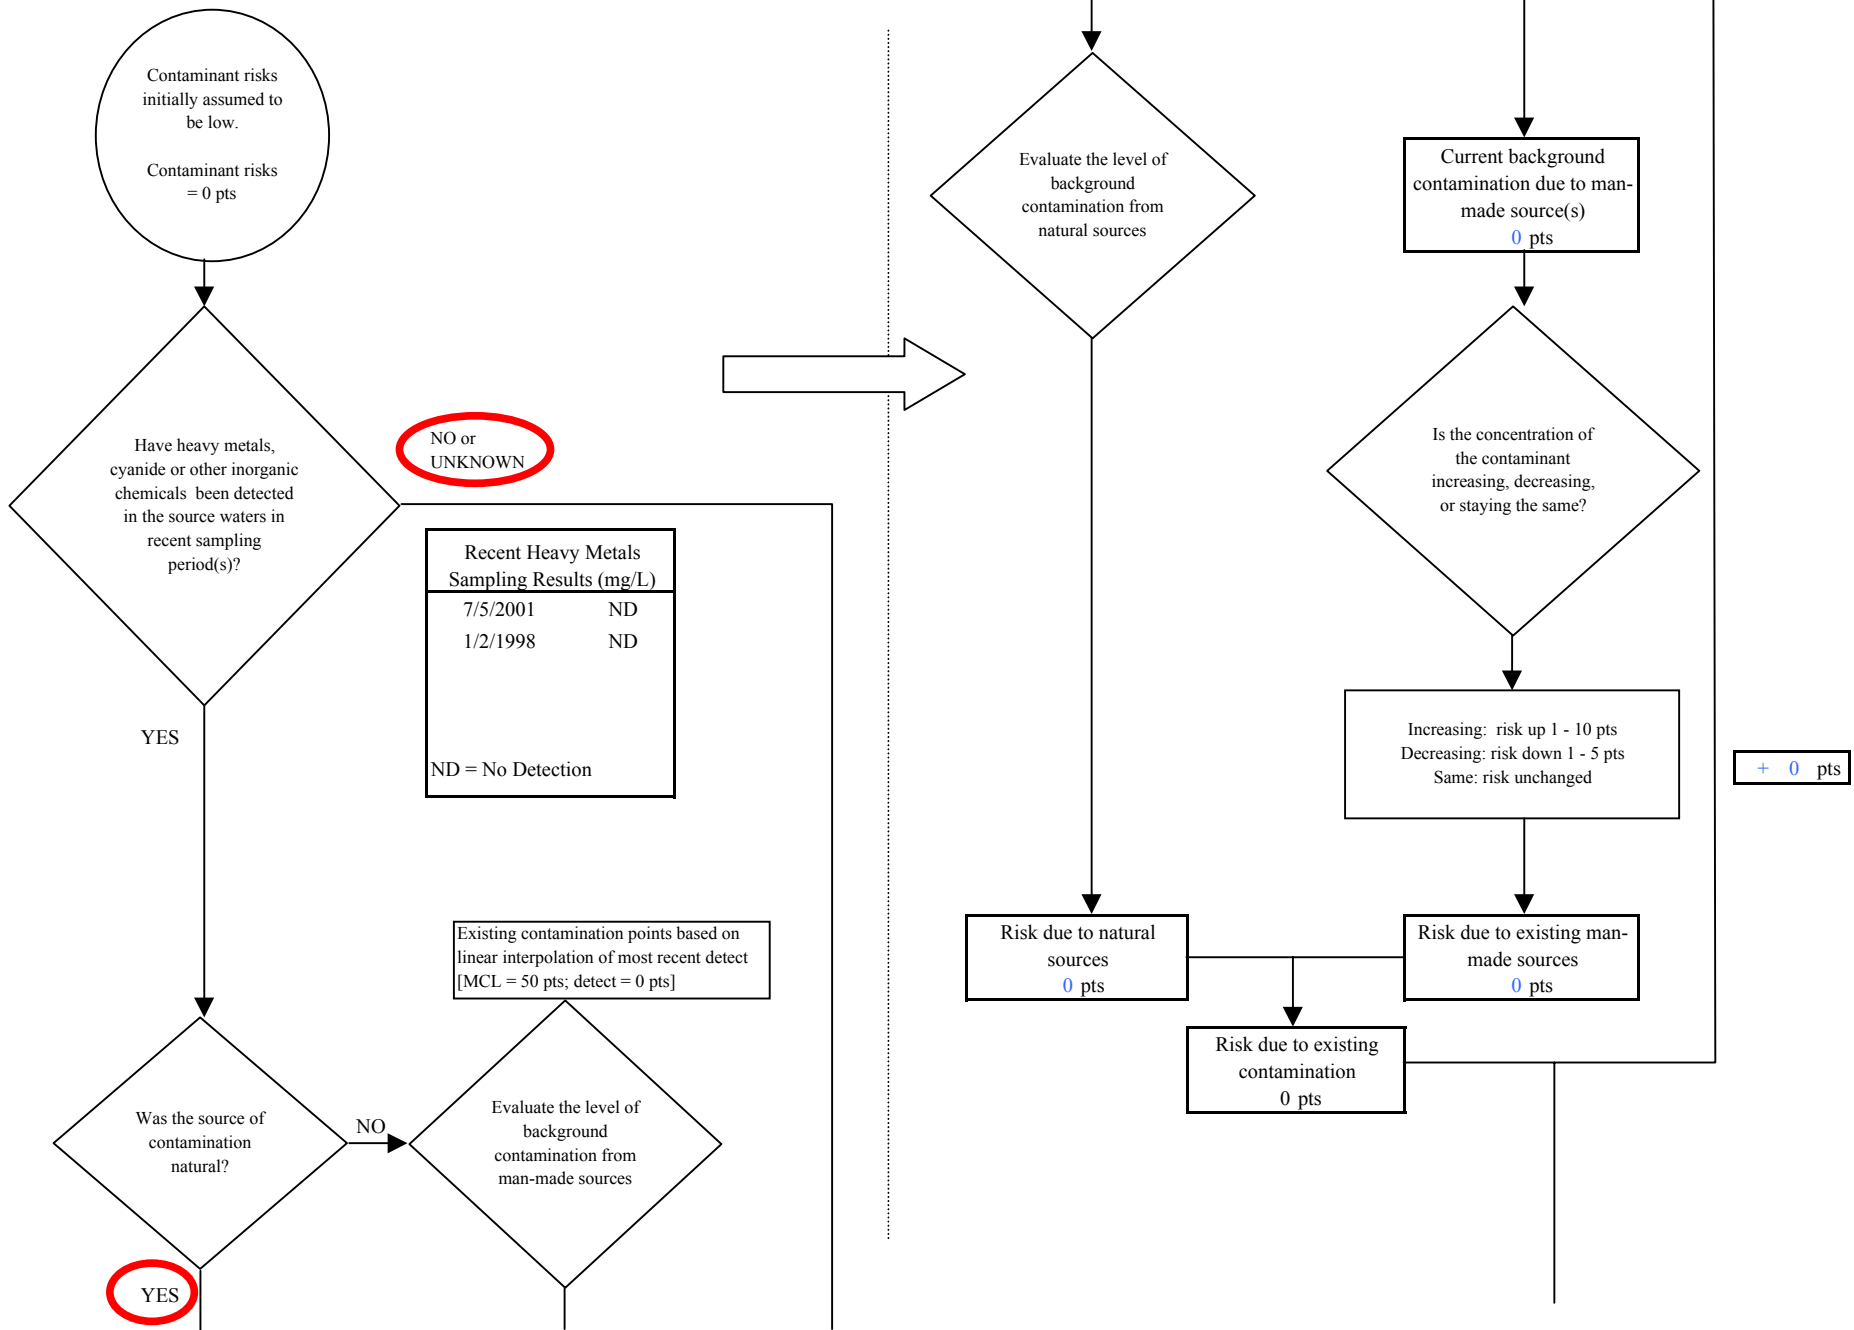 Contaminant risks
initially assumed to
be low.
Contaminant risks
= 0 pts
Have heavy metals,
cyanide or other inorganic
chemicals been detected
in the source waters in
recent sampling
period(s)?
NO or
UNKNOWN
Recent Heavy Metals
Sampling Results (mg/L)
7/5/2001 ND
1/2/1998 ND
ND = No Detection
YES
Existing contamination points based on
linear interpolation of most recent detect
[MCL = 50 pts; detect = 0 pts]
Was the source of
contamination
natural?
NO
Evaluate the level of
background
contamination from
man-made sources
YES
Evaluate the level of
background
contamination from
natural sources
Current background
contamination due to man-
made source(s)
0 pts
Is the concentration of
the contaminant
increasing, decreasing,
or staying the same?
Increasing: risk up 1 - 10 pts
Decreasing: risk down 1 - 5 pts
Same: risk unchanged
+ 0 pts
Risk due to natural
sources
0 pts
Risk due to existing man-
made sources
0 pts
Risk due to existing
contamination
0 pts